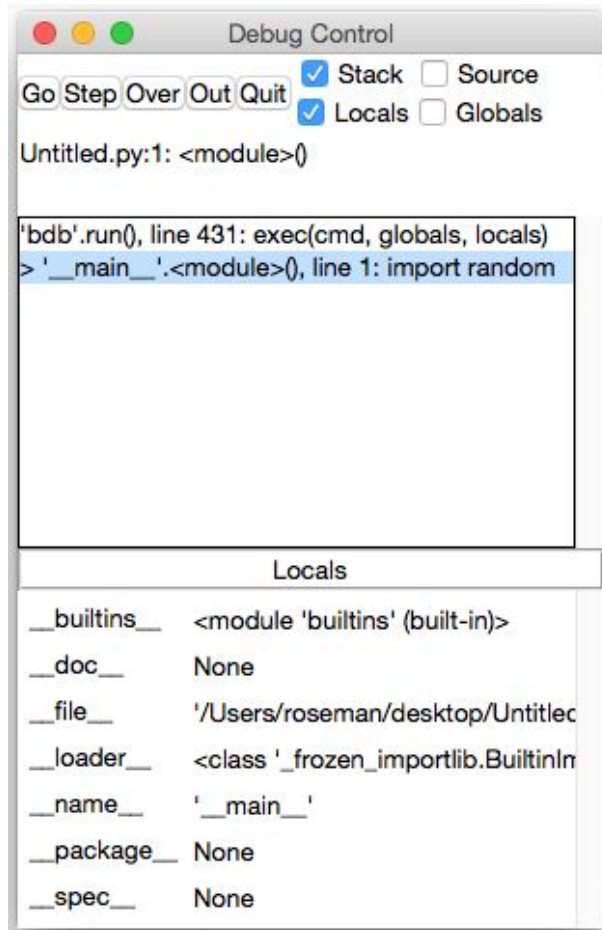 Debug Control
Go Step Over Out Quit
Stack Source
Locals Globals
Untitled.py:1: <module>()
'bdb'.run(), line 431: exec(cmd, globals, locals)
> '__main__'.<module>(), line 1: import random
Locals
__builtins__ <module 'builtins' (built-in)>
__doc__ None
__file__ '/Users/roseman/desktop/Untitled
__loader__ <class '_frozen_importlib.BuiltinIm
__name__ '__main__'
__package__ None
__spec__ None